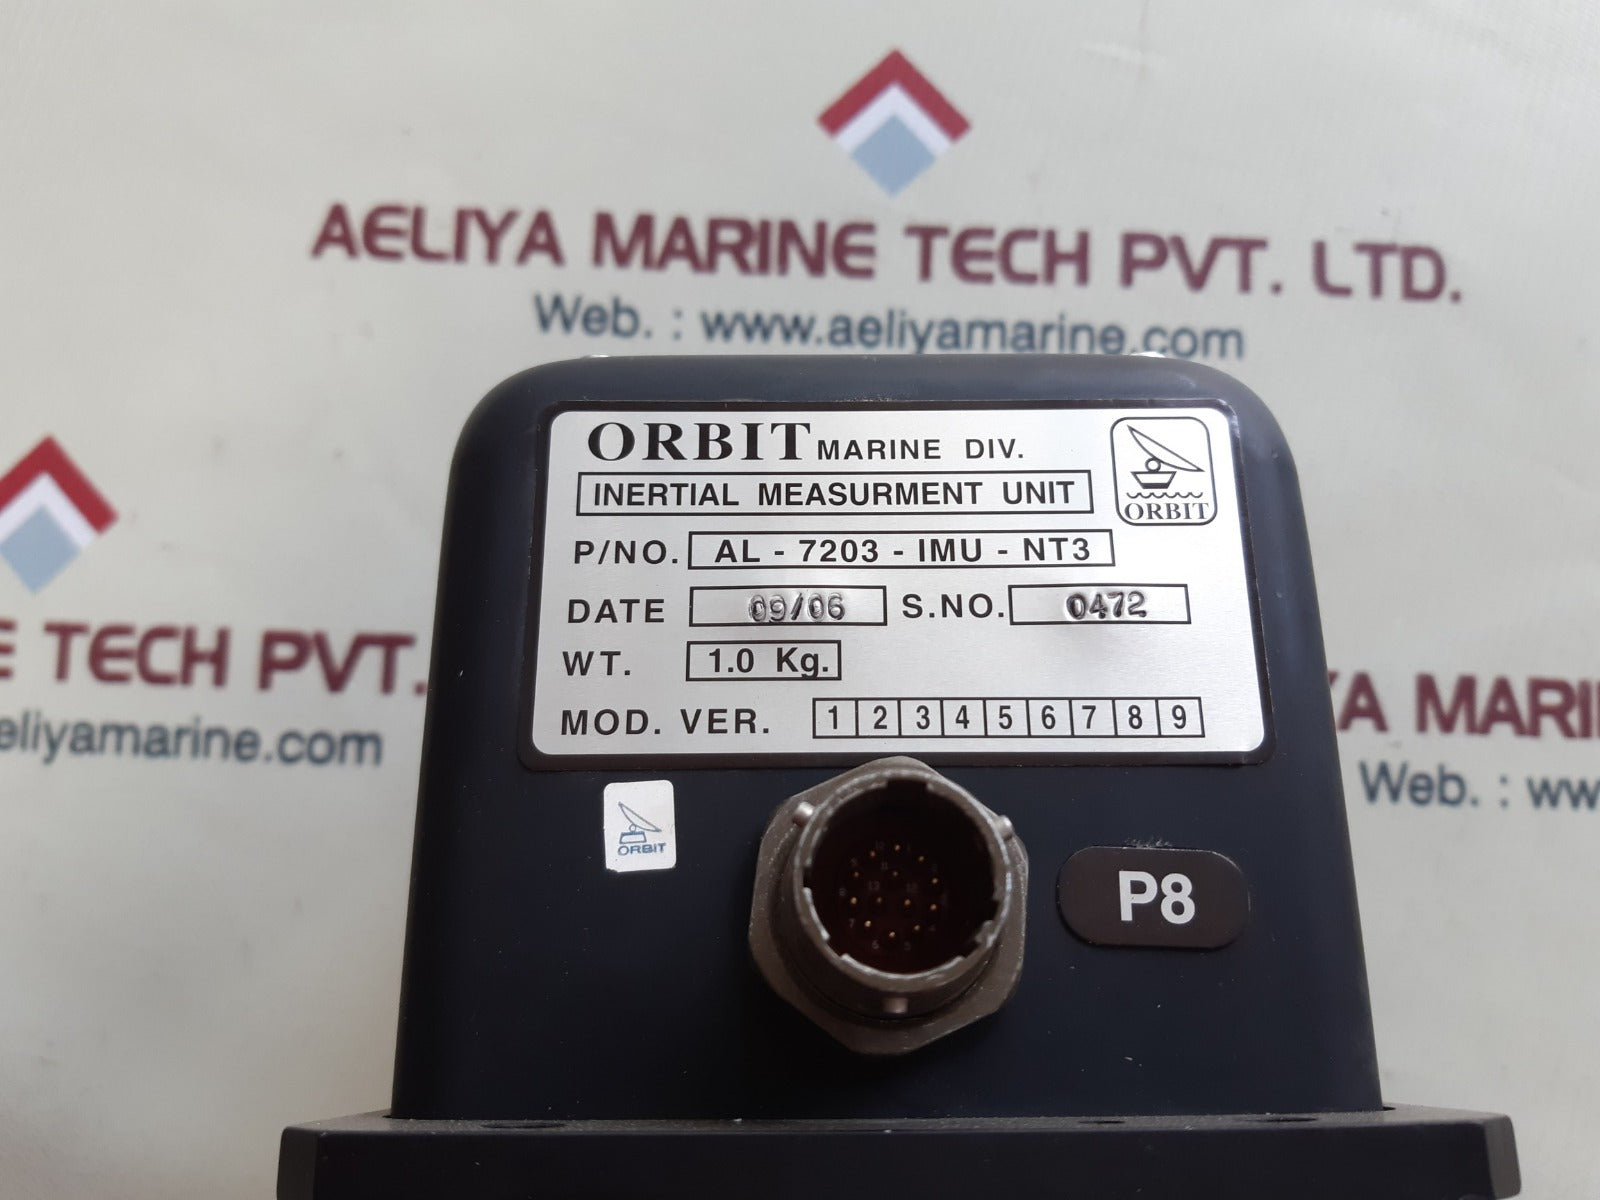 AELIYA MARINE TECH PVT. LTD.
Web. : www.aeliyamarine.com
ORBIT MARINE DIV.
INERTIAL MEASURMENT UNIT
ORBIT
P/NO. AL - 7203 - IMU - NT3
DATE 09/06 S.NO. 0472
WT. 1.0 Kg.
MOD. VER. 1 2 3 4 5 6 7 8 9
E TECH PVT.
eliyamarine.com
YA MARI
Web. : ww
ORBIT
P8